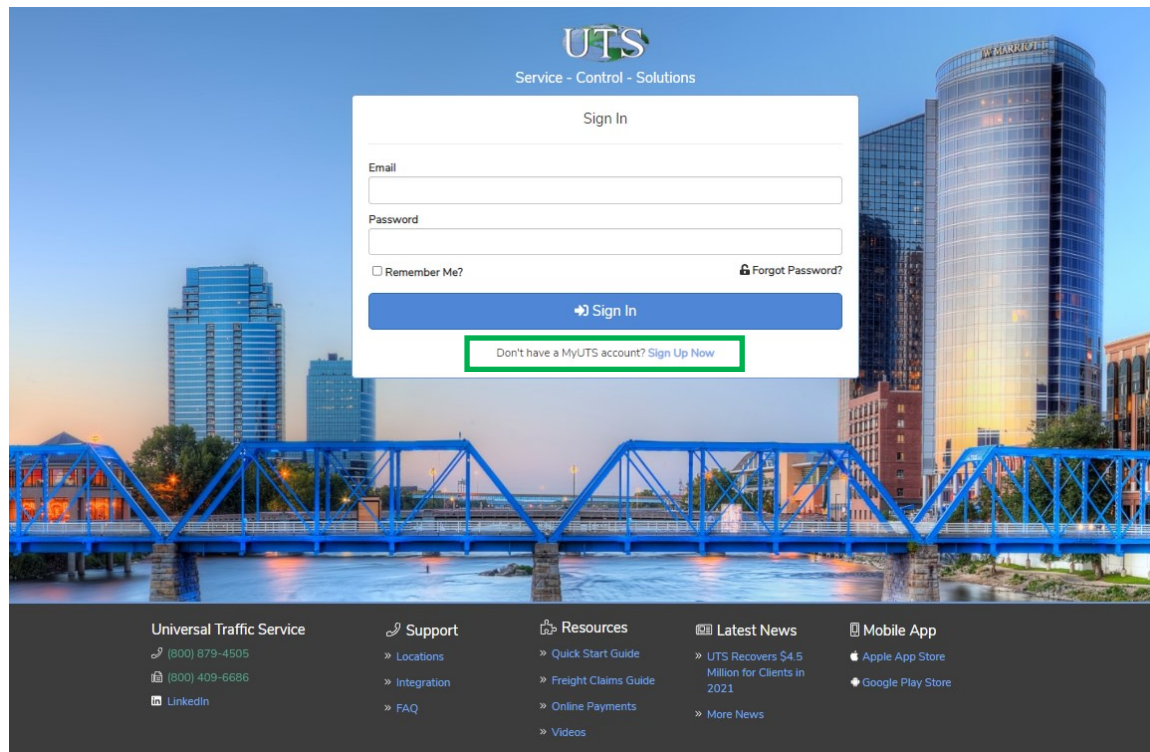 UTS
Service - Control - Solutions
JW MARRIOTT
Sign In
Email
Password
Remember Me?
Forgot Password?
Sign In
Don't have a MyUTS account? Sign Up Now
Universal Traffic Service
(800) 879-4505
(800) 409-6686
LinkedIn
Support
» Locations
» Integration
» FAQ
Resources
» Quick Start Guide
» Freight Claims Guide
» Online Payments
» Videos
Latest News
» UTS Recovers $4.5
Million for Clients in
2021
» More News
Mobile App
Apple App Store
Google Play Store